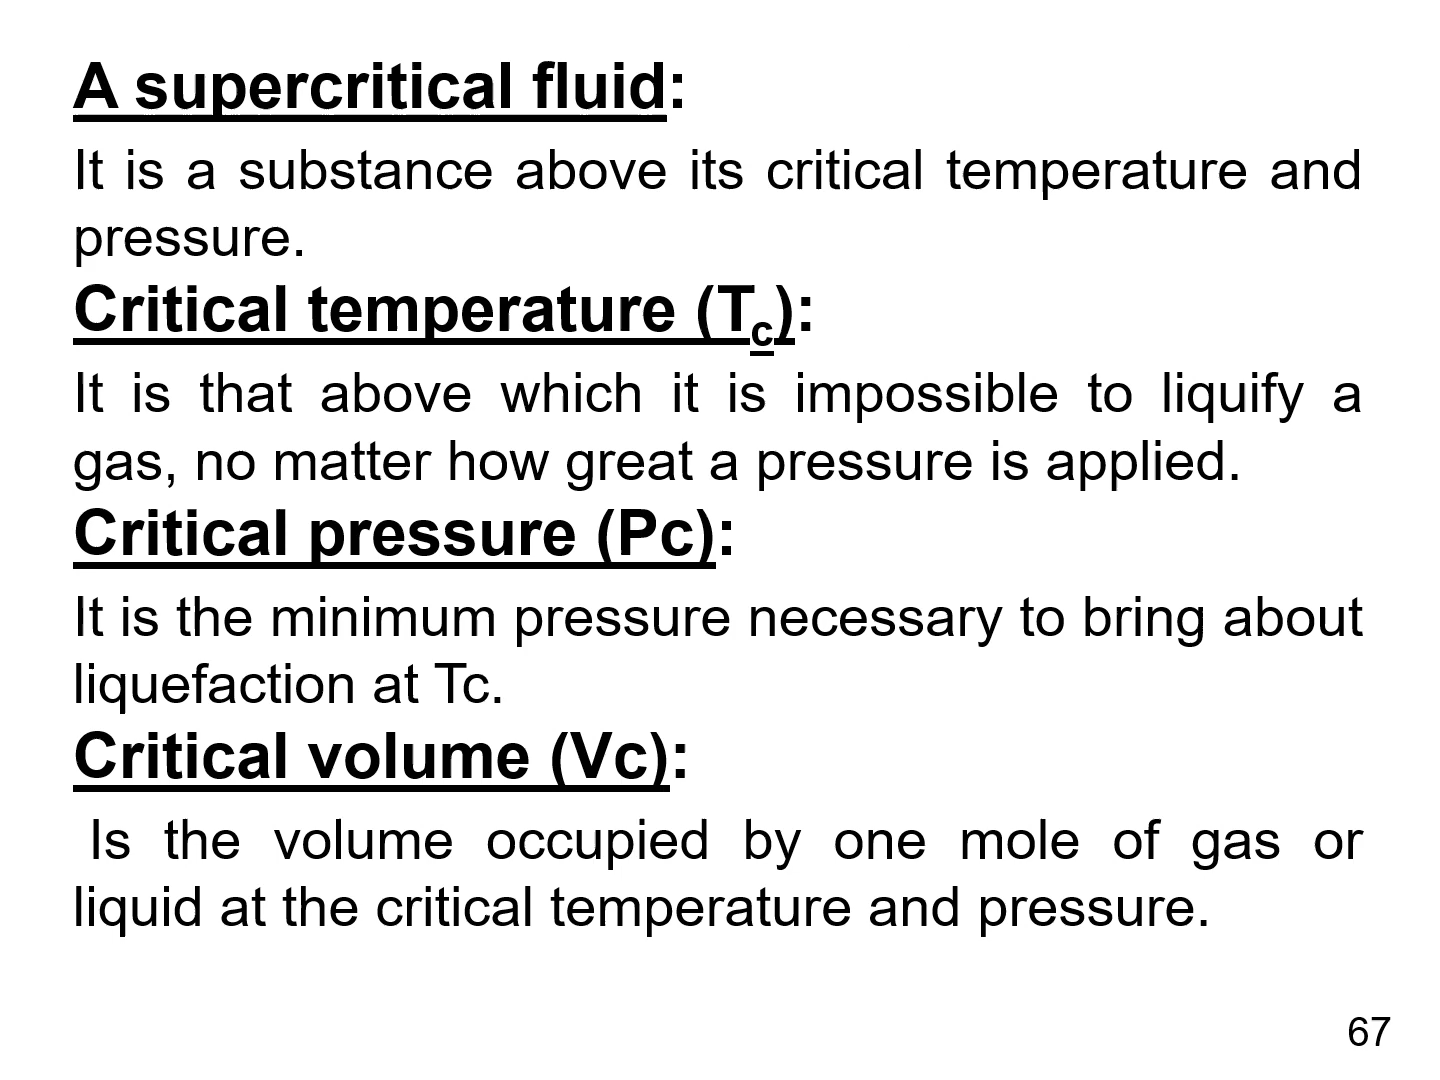 A supercritical fluid:
It is a substance above its critical temperature and
pressure.
Critical temperature (Tc):
It is that above which it is impossible to liquify a
gas, no matter how great a pressure is applied.
Critical pressure (Pc):
It is the minimum pressure necessary to bring about
liquefaction at Tc.
Critical volume (Vc):
Is the volume occupied by one mole of gas or
liquid at the critical temperature and pressure.
67